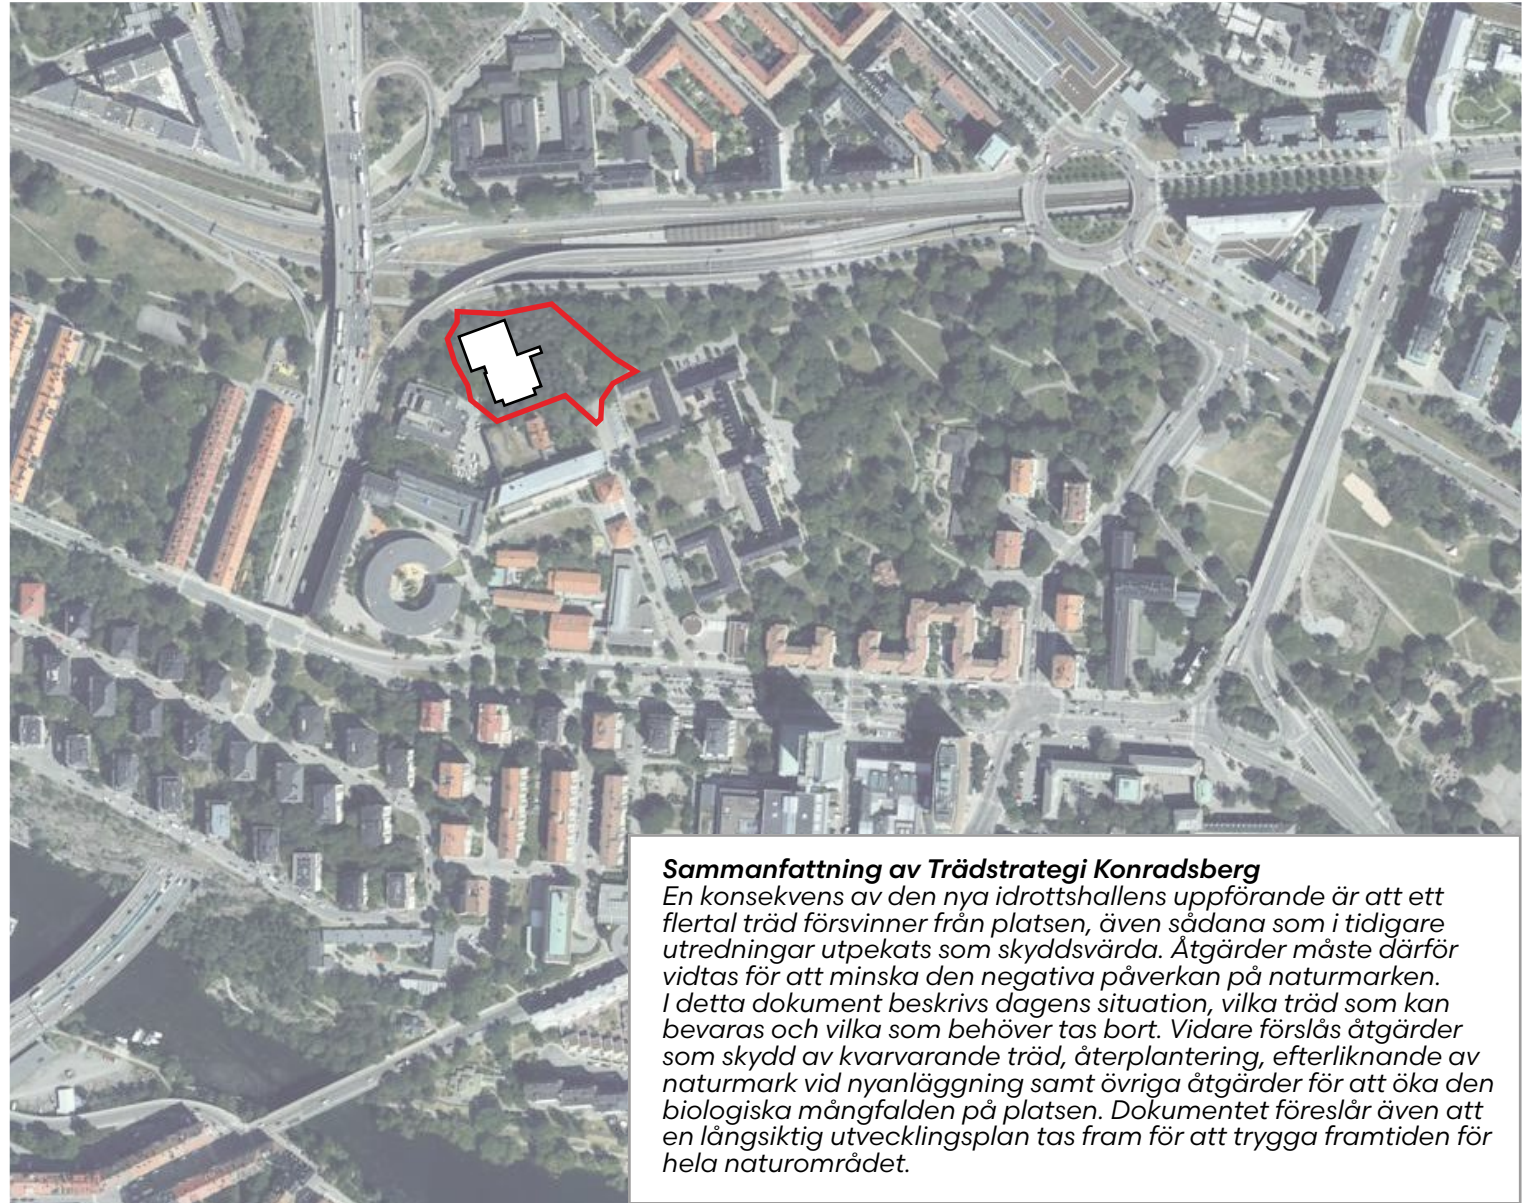 Sammanfattning av Trädstrategi Konradsberg
En konsekvens av den nya idrottshallens uppförande är att ett
flertal träd försvinner från platsen, även sådana som i tidigare
utredningar utpekats som skyddsvärda. Åtgärder måste därför
vidtas för att minska den negativa påverkan på naturmarken.
I detta dokument beskrivs dagens situation, vilka träd som kan
bevaras och vilka som behöver tas bort. Vidare förslås åtgärder
som skydd av kvarvarande träd, återplantering, efterliknande av
naturmark vid nyanläggning samt övriga åtgärder för att öka den
biologiska mångfalden på platsen. Dokumentet föreslår även att
en långsiktig utvecklingsplan tas fram för att trygga framtiden för
hela naturområdet.